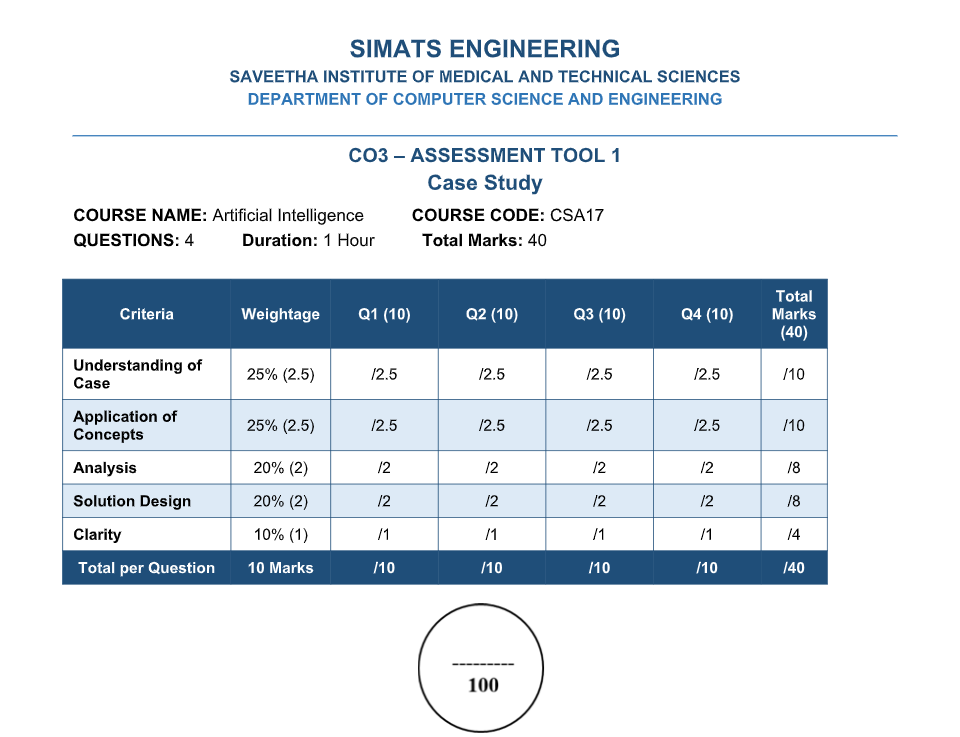 SIMATS ENGINEERING
SAVEETHA INSTITUTE OF MEDICAL AND TECHNICAL SCIENCES
DEPARTMENT OF COMPUTER SCIENCE AND ENGINEERING
CO3 – ASSESSMENT TOOL 1
Case Study
COURSE NAME: Artificial Intelligence COURSE CODE: CSA17
QUESTIONS: 4 Duration: 1 Hour Total Marks: 40
Criteria Weightage Q1 (10) Q2 (10) Q3 (10) Q4 (10) Total Marks (40)
Understanding of Case 25% (2.5) /2.5 /2.5 /2.5 /2.5 /10
Application of Concepts 25% (2.5) /2.5 /2.5 /2.5 /2.5 /10
Analysis 20% (2) /2 /2 /2 /2 /8
Solution Design 20% (2) /2 /2 /2 /2 /8
Clarity 10% (1) /1 /1 /1 /1 /4
Total per Question 10 Marks /10 /10 /10 /10 /40
---------
100